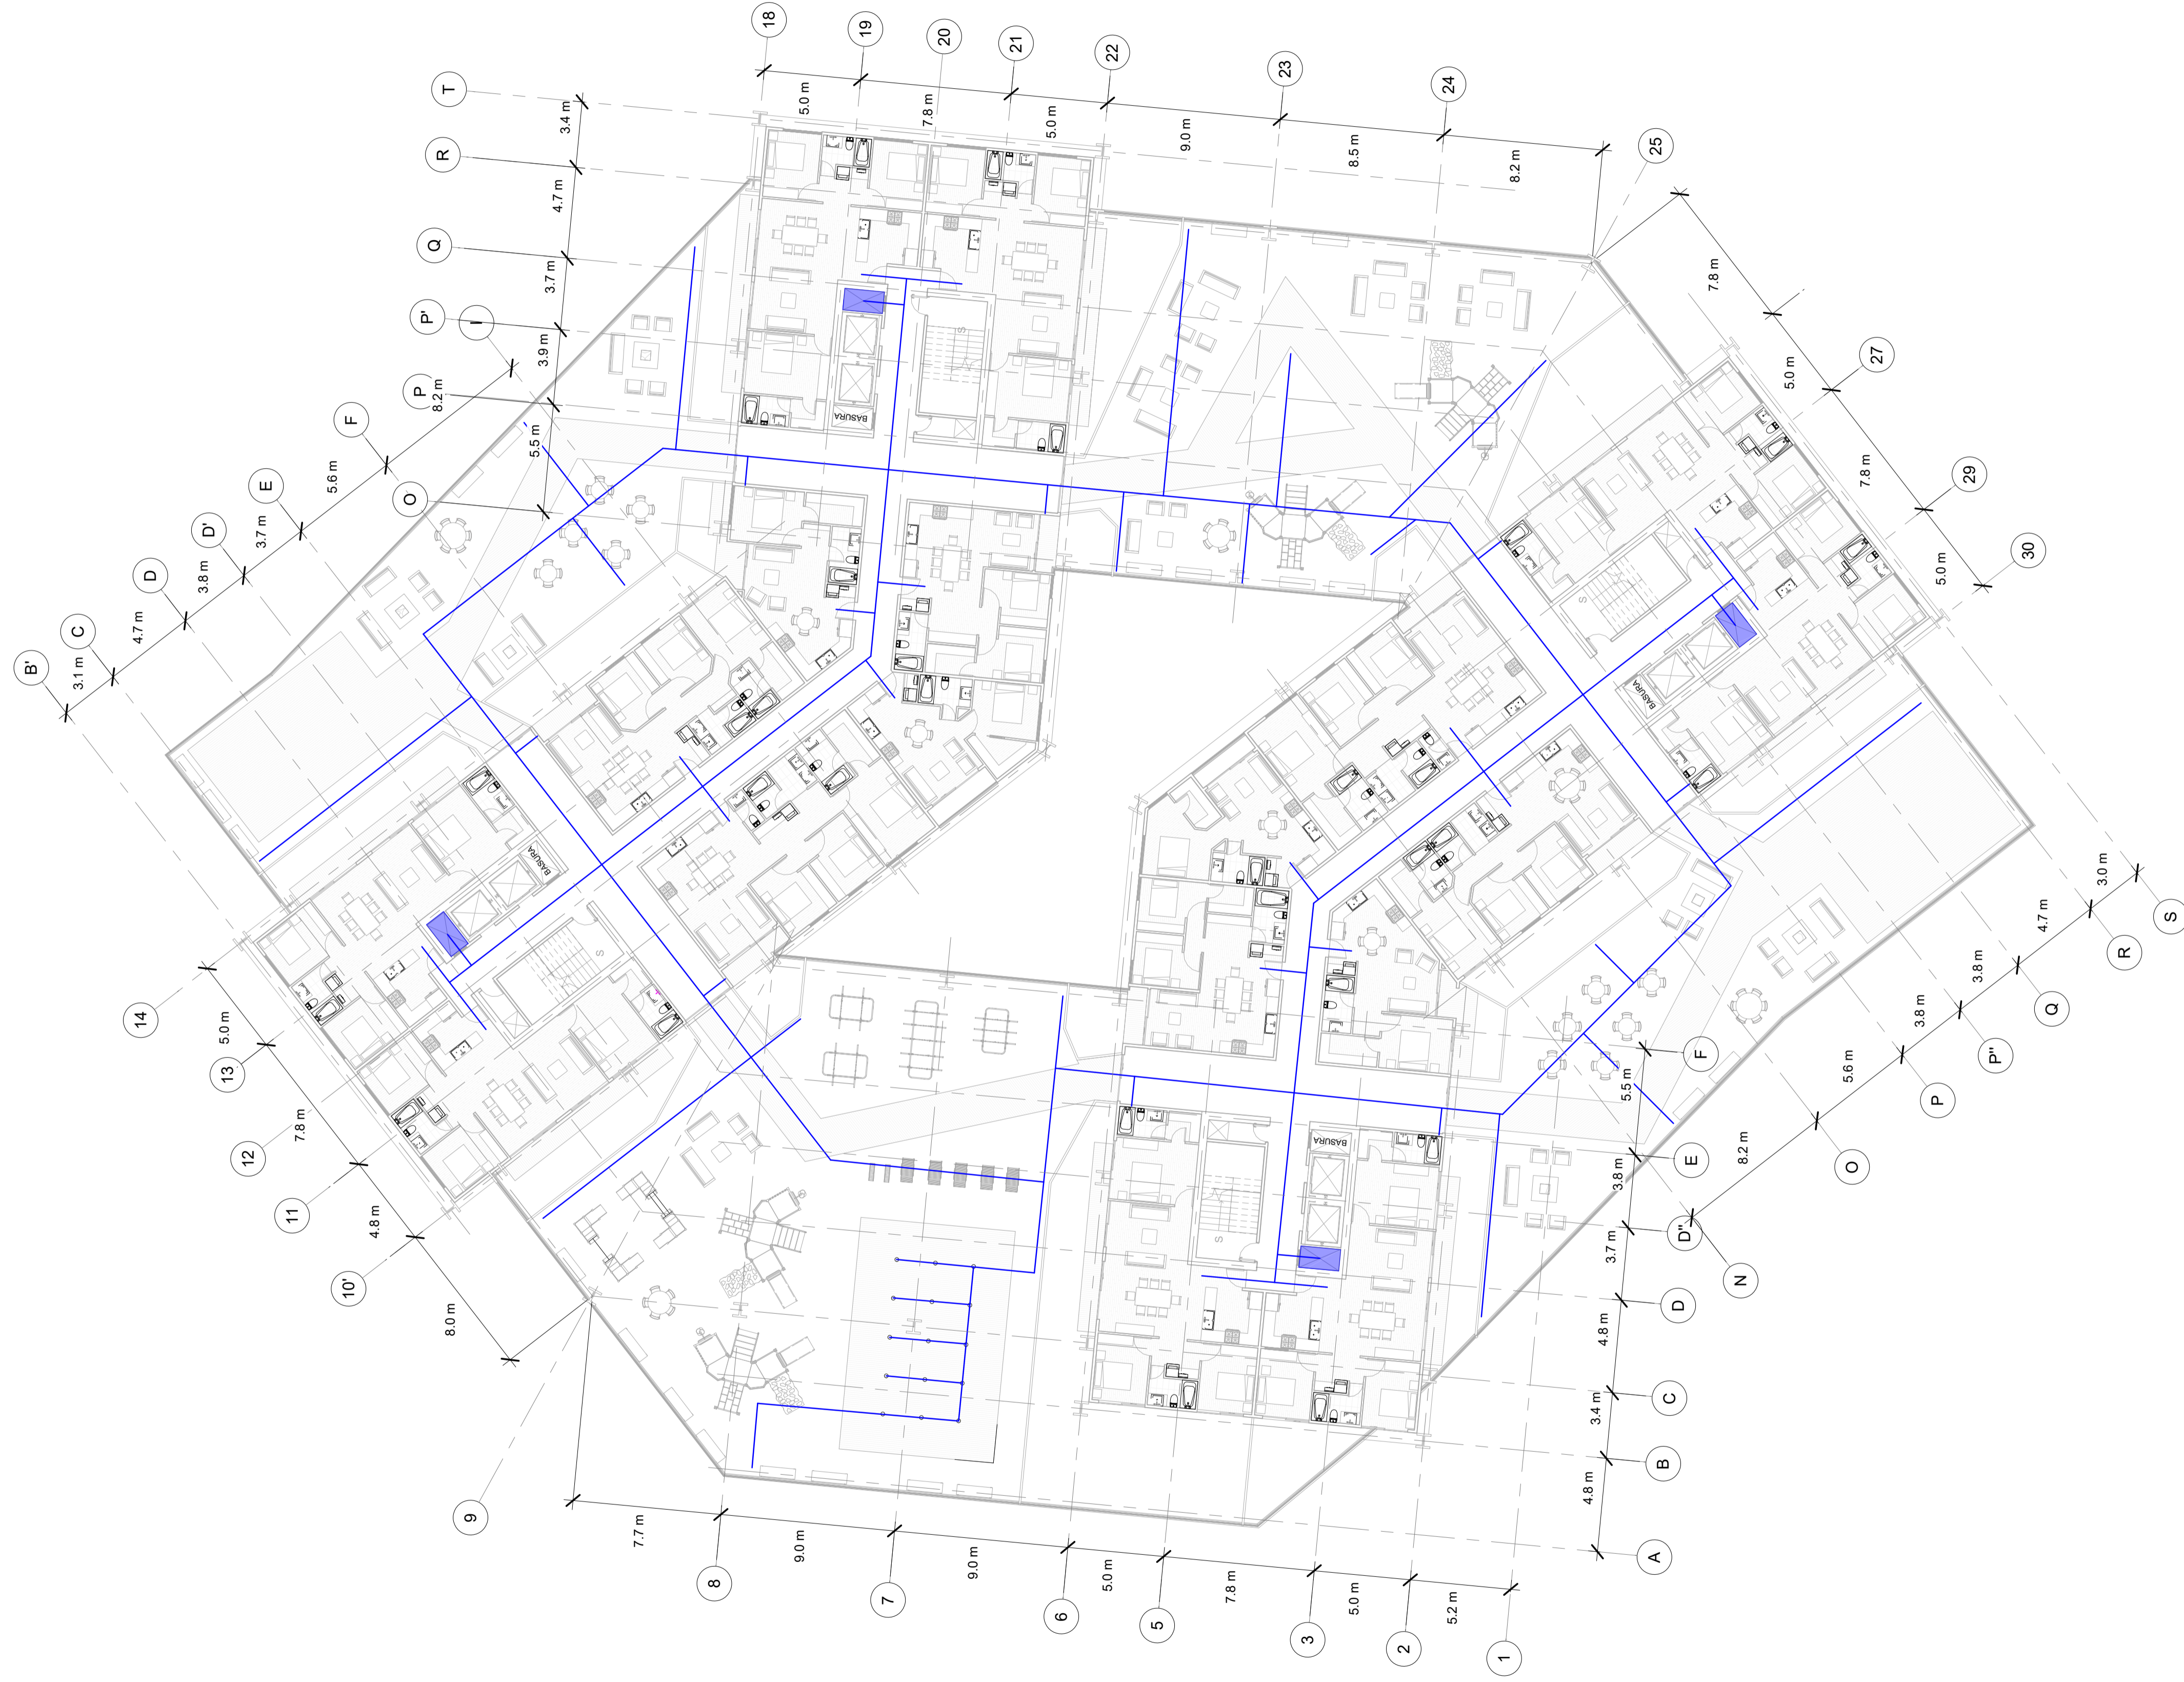 18
19
20
21
22
23
24
25
27
29
30
T
R
Q
P'
I
P
F
O'
E
D'
D
C
B'
3.4 m
4.7 m
3.7 m
3.9 m
8.2 m
5.5 m
5.6 m
3.7 m
3.8 m
4.7 m
3.1 m
5.0 m
7.8 m
5.0 m
9.0 m
8.5 m
8.2 m
7.8 m
5.0 m
7.8 m
5.0 m
BASURA
S
BASURA
S
BASURA
S
BASURA
S
14
13
12
11
10'
9
8
7
6
5
3
2
1
5.0 m
7.8 m
4.8 m
8.0 m
7.7 m
9.0 m
9.0 m
5.0 m
7.8 m
5.0 m
5.2 m
S
R
Q
P"
P
O
N
3.0 m
4.7 m
3.8 m
3.8 m
5.6 m
8.2 m
F
E
D"
D
C
B
A
5.5 m
3.8 m
3.7 m
4.8 m
3.4 m
4.8 m